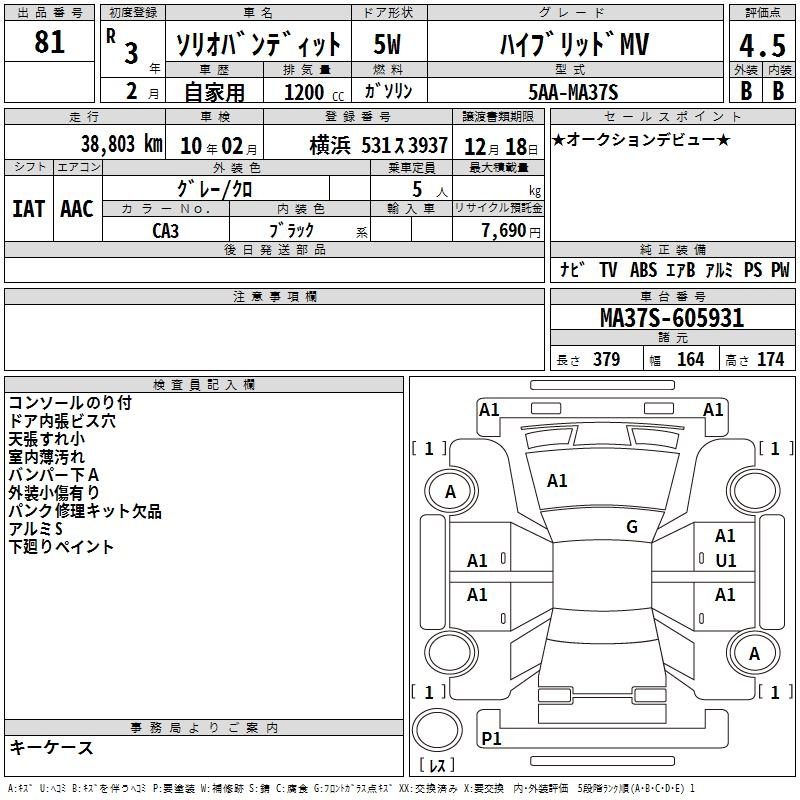 出品番号 初度登録 車名 ドア形状 グレード 評価点
81 R 3 年 ソリオバンディット 5W ハイブリッドMV 4.5
車歴 排気量 燃料 型式 外装 内装
2 月 自家用 1200 CC ガソリン 5AA-MA37S B B
走行 車検 登録番号 譲渡書類期限 セールスポイント
38,803 km 10 年 02 月 横浜 531ス3937 12月 18日 ★オークションデビュー★
シフト エアコン 外装色 乗車定員 最大積載量
グレー/クロ 5 人 kg
IAT AAC カラーNo. 内装色 輸入車 リサイクル預託金
CA3 ブラック 系 7,690 円
後日発送部品 純正装備
ナビ TV ABS エアB アルミ PS PW
注意事項欄 車台番号
MA37S-605931
諸元
長さ 379 幅 164 高さ 174
検査員記入欄
コンソールのり付
ドア内張ビス穴
天張すれ小
室内薄汚れ
バンパー下A
外装小傷有り
パンク修理キット欠品
アルミS
下廻りペイント
事務局よりご案内
キーケース
A1 A1
[ 1 ] [ 1 ]
A1
A
G
A1
A1 U1
A1 A1
A
[ 1 ] [ 1 ]
P1
[ レス ]
A:キズ U:ヘコミ B:キズを伴うヘコミ P:要塗装 W:補修跡 S:錆 C:腐食 G:フロントガラス点キズ XX:交換済み X:要交換 内・外装評価 5段階ランク順(A・B・C・D・E) 1